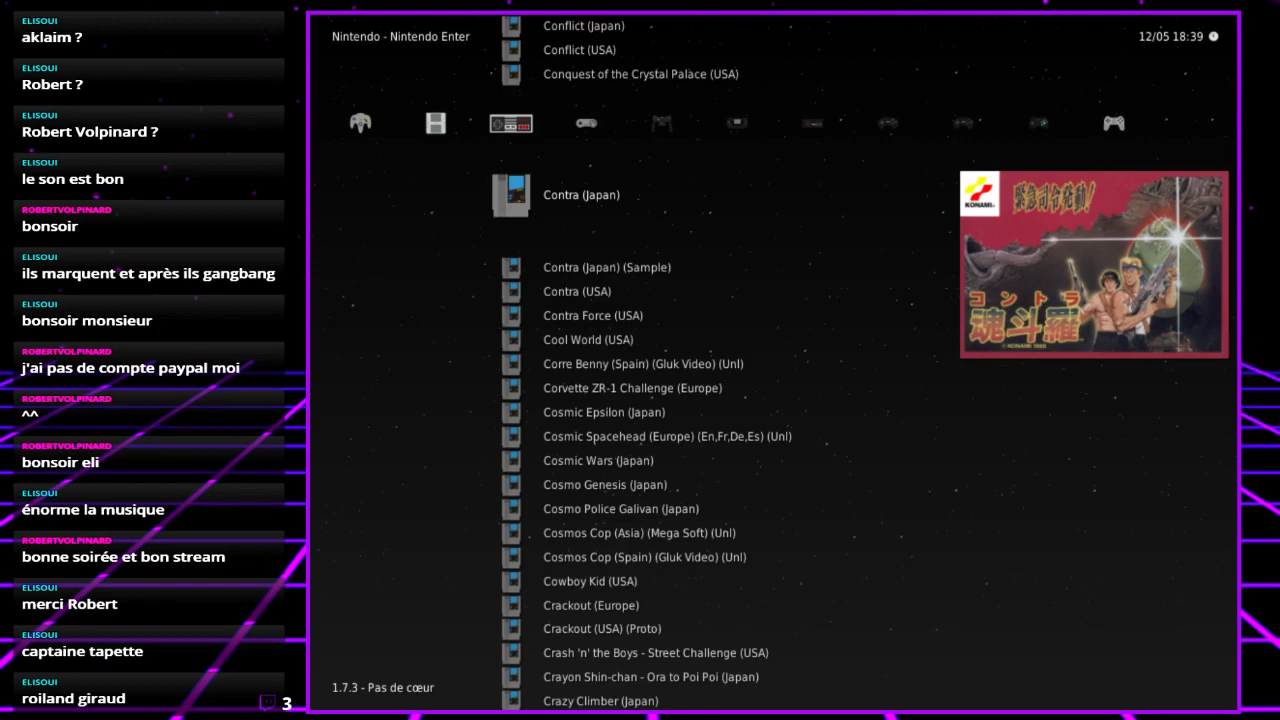 ELISOUI
aklaim ?
ELISOUI
Robert ?
ELISOUI
Robert Volpinard ?
ELISOUI
le son est bon
ROBERTVOLPINARD
bonsoir
ELISOUI
ils marquent et après ils gangbang
ELISOUI
bonsoir monsieur
ROBERTVOLPINARD
j'ai pas de compte paypal moi
ROBERTVOLPINARD
^^
ROBERTVOLPINARD
bonsoir eli
ELISOUI
énorme la musique
ROBERTVOLPINARD
bonne soirée et bon stream
ELISOUI
merci Robert
ELISOUI
captaine tapette
ELISOUI
roiland giraud
3
Nintendo - Nintendo Enter
12/05 18:39
Conflict (Japan)
Conflict (USA)
Conquest of the Crystal Palace (USA)
Contra (Japan)
Contra (Japan) (Sample)
Contra (USA)
Contra Force (USA)
Cool World (USA)
Corre Benny (Spain) (Gluk Video) (Unl)
Corvette ZR-1 Challenge (Europe)
Cosmic Epsilon (Japan)
Cosmic Spacehead (Europe) (En,Fr,De,Es) (Unl)
Cosmic Wars (Japan)
Cosmo Genesis (Japan)
Cosmo Police Galivan (Japan)
Cosmos Cop (Asia) (Mega Soft) (Unl)
Cosmos Cop (Spain) (Gluk Video) (Unl)
Cowboy Kid (USA)
Crackout (Europe)
Crackout (USA) (Proto)
Crash 'n' the Boys - Street Challenge (USA)
Crayon Shin-chan - Ora to Poi Poi (Japan)
Crazy Climber (Japan)
1.7.3 - Pas de cœur
KONAMI
緊急司令発動!
コントラ
魂斗羅
© KONAMI 1988